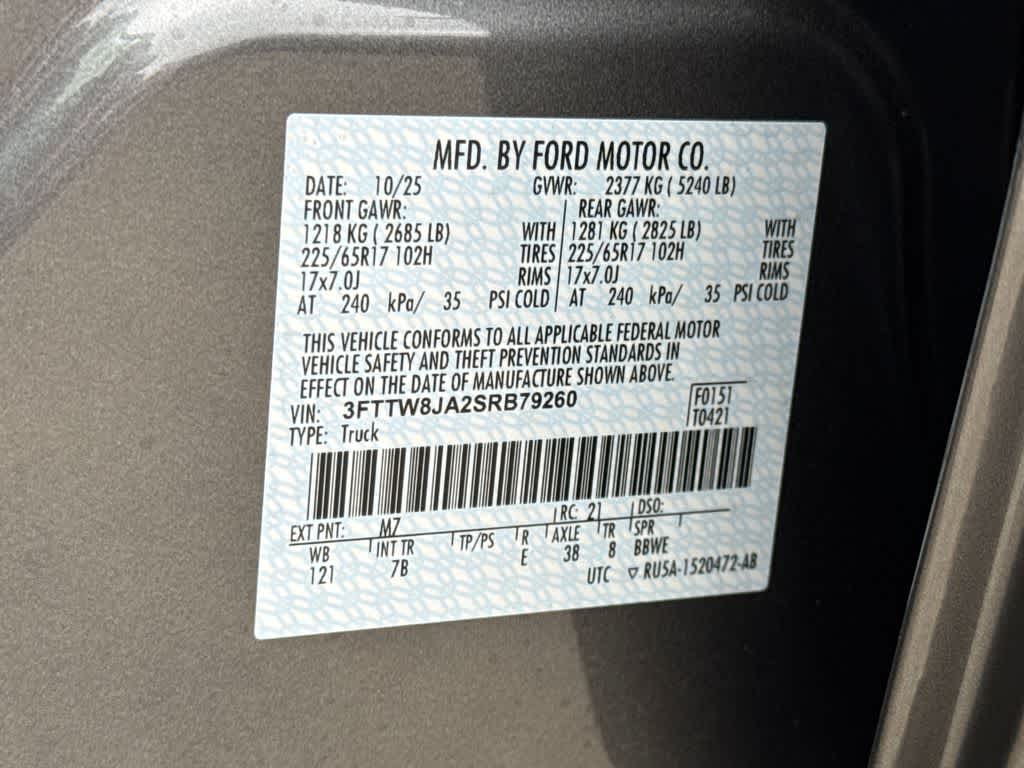 MFD. BY FORD MOTOR CO.
DATE: 10/25 GVWR: 2377 KG ( 5240 LB)
FRONT GAWR: REAR GAWR:
1218 KG ( 2685 LB) WITH 1281 KG ( 2825 LB) WITH
225/65R17 102H TIRES 225/65R17 102H TIRES
17x7.0J RIMS 17x7.0J RIMS
AT 240 kPa/ 35 PSI COLD AT 240 kPa/ 35 PSI COLD
THIS VEHICLE CONFORMS TO ALL APPLICABLE FEDERAL MOTOR
VEHICLE SAFETY AND THEFT PREVENTION STANDARDS IN
EFFECT ON THE DATE OF MANUFACTURE SHOWN ABOVE.
VIN: 3FTTW8JA2SRB79260 F0151
TYPE: Truck T0421
EXT PNT: M7 RC: 21 DSO:
WB INT TR TP/PS R AXLE TR SPR
121 7B E 38 8 BBWE
UTC ▽ RU5A-1520472-AB